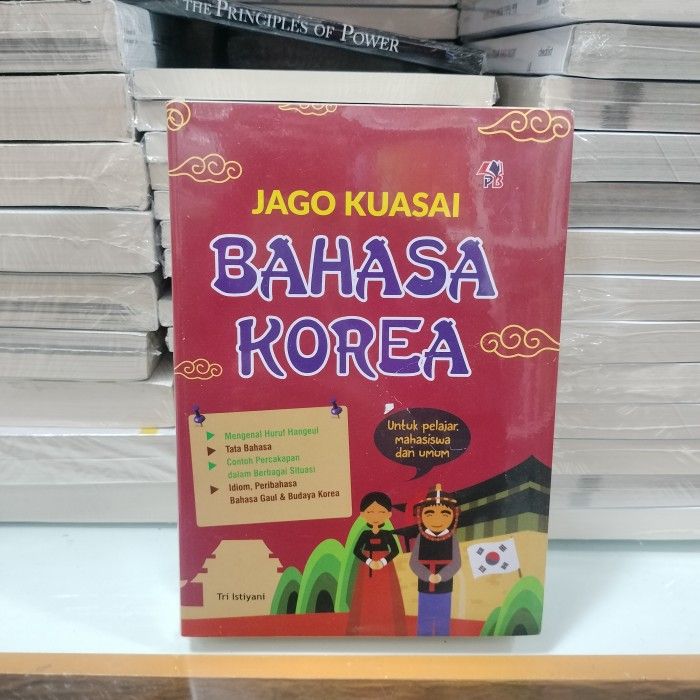 THE PRINCIPLES OF POWER
JAGO KUASAI
PB
BAHASA
KOREA
Mengenal Huruf Hangeul
Tata Bahasa
Contoh Percakapan
dalam Berbagai Situasi
Idiom, Peribahasa
Bahasa Gaul & Budaya Korea
Untuk pelajar,
mahasiswa
dan umum
Tri Istiyani